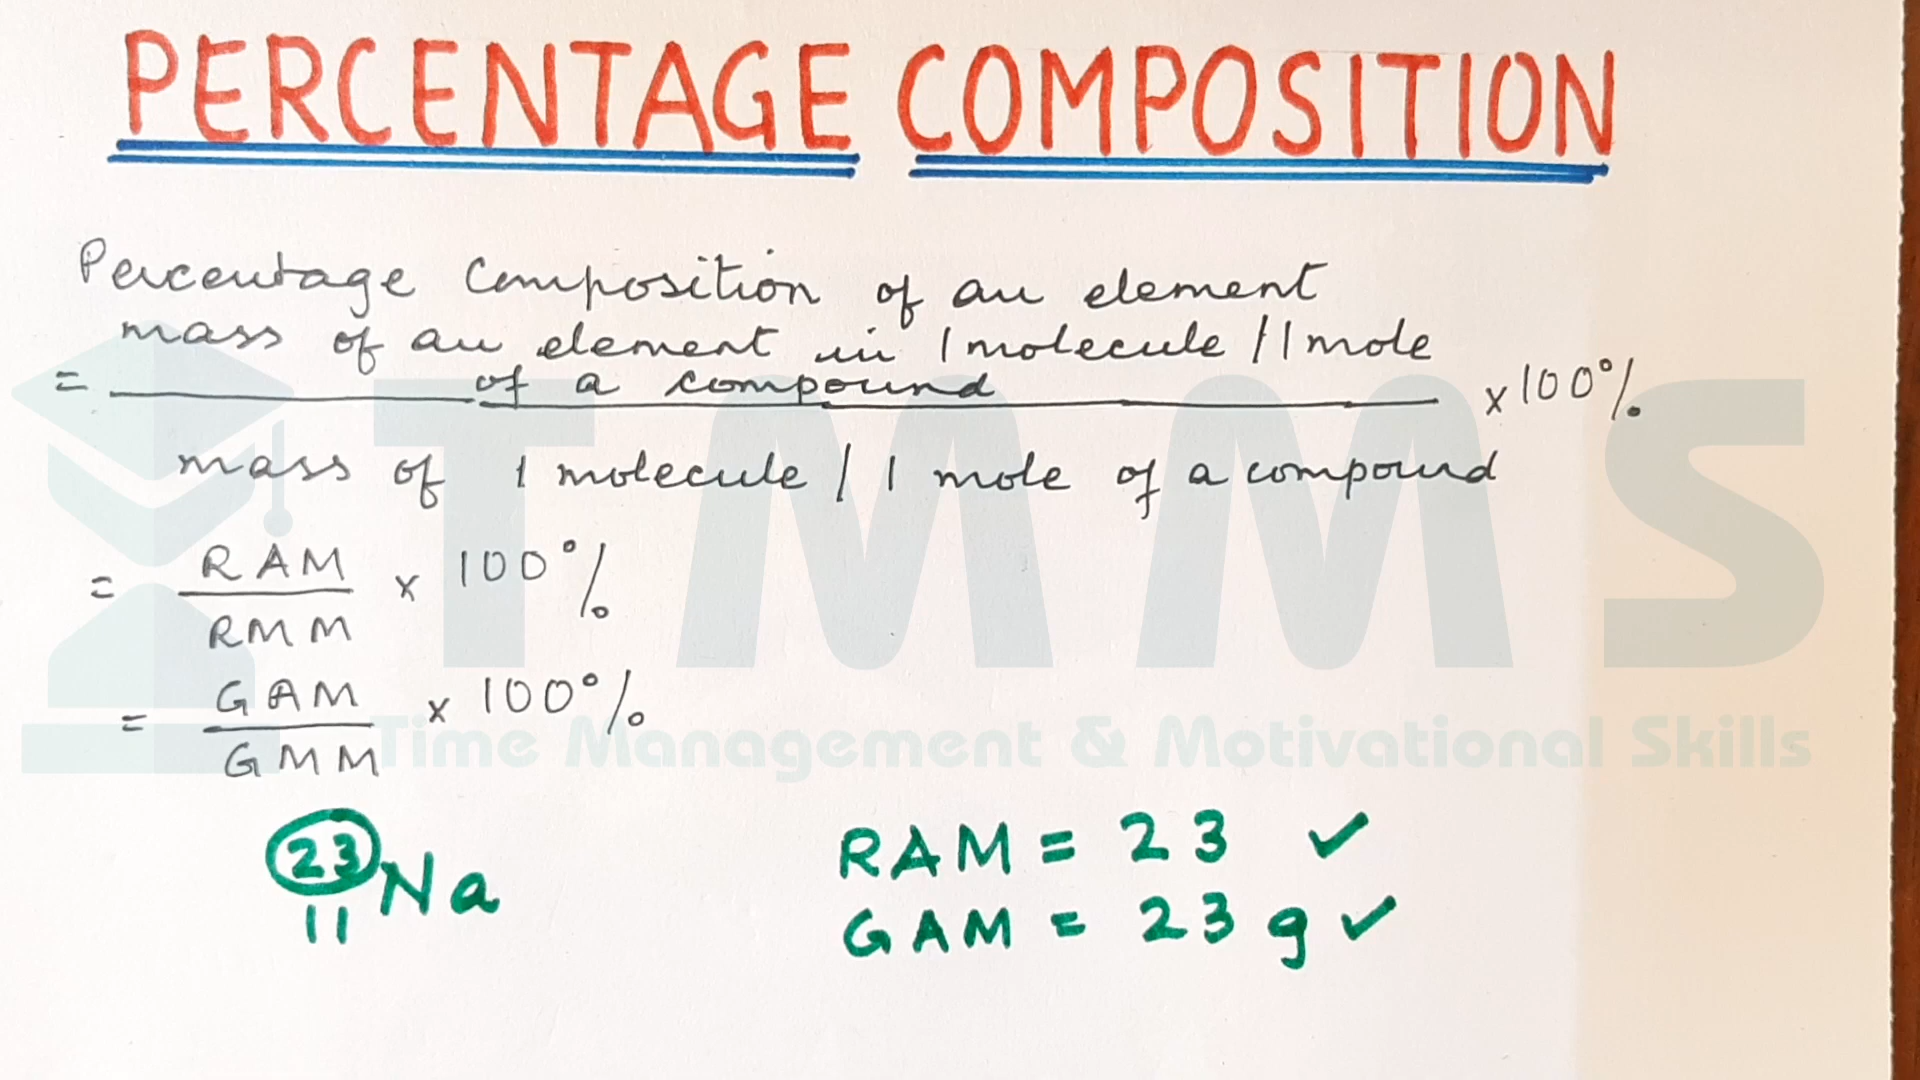 PERCENTAGE COMPOSITION
Percentage Composition of an element
mass of an element in 1 molecule / 1 mole
of a compound
= x 100%
mass of 1 molecule / 1 mole of a compound
= RAM x 100%
RMM
= GAM x 100%
GMM
TMMS
Time Management & Motivational Skills
23
11 Na
RAM = 23 ✓
GAM = 23 g ✓